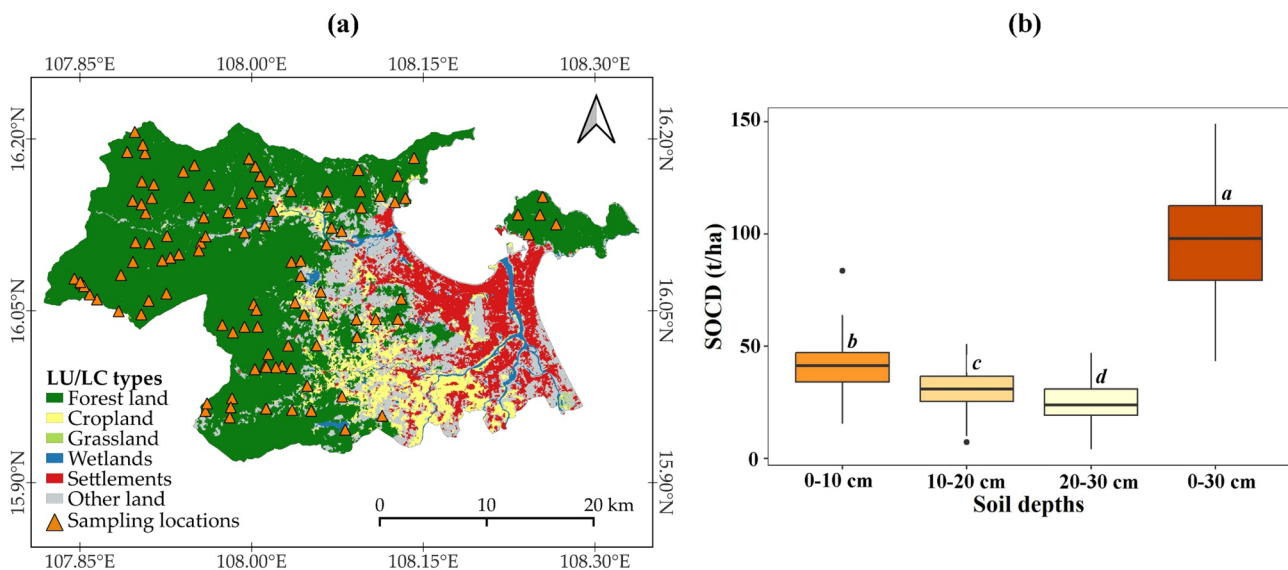 (a)
107.85°E 108.00°E 108.15°E 108.30°E
16.20°N 16.20°N
16.05°N 16.05°N
15.90°N 15.90°N
LU/LC types
Forest land
Cropland
Grassland
Wetlands
Settlements
Other land
Sampling locations
0 10 20 km
107.85°E 108.00°E 108.15°E 108.30°E
(b)
SOCD (t/ha)
150
100
50
0
a
b
c
d
0-10 cm 10-20 cm 20-30 cm 0-30 cm
Soil depths